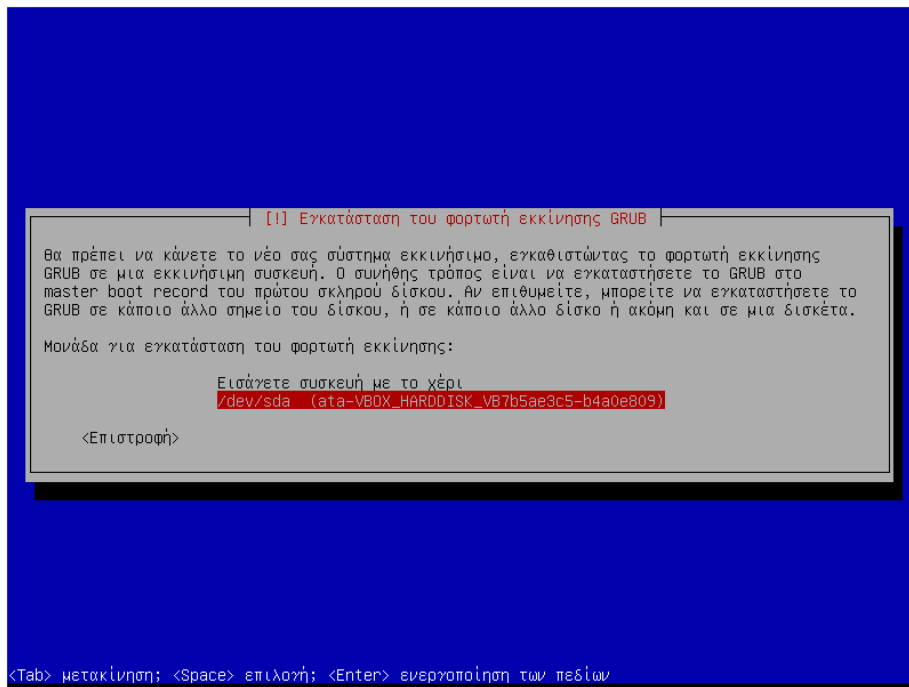 [!] Εγκατάσταση του φορτωτή εκκίνησης GRUB
Θα πρέπει να κάνετε το νέο σας σύστημα εκκινήσιμο, εγκαθιστώντας το φορτωτή εκκίνησης
GRUB σε μια εκκινήσιμη συσκευή. Ο συνήθης τρόπος είναι να εγκαταστήσετε το GRUB στο
master boot record του πρώτου σκληρού δίσκου. Αν επιθυμείτε, μπορείτε να εγκαταστήσετε το
GRUB σε κάποιο άλλο σημείο του δίσκου, ή σε κάποιο άλλο δίσκο ή ακόμη και σε μια δισκέτα.
Μονάδα για εγκατάσταση του φορτωτή εκκίνησης:
Εισάγετε συσκευή με το χέρι
/dev/sda (ata-VBOX_HARDDISK_VB7b5ae3c5-b4a0e809)
<Επιστροφή>
<Tab> μετακίνηση; <Space> επιλογή; <Enter> ενεργοποίηση των πεδίων